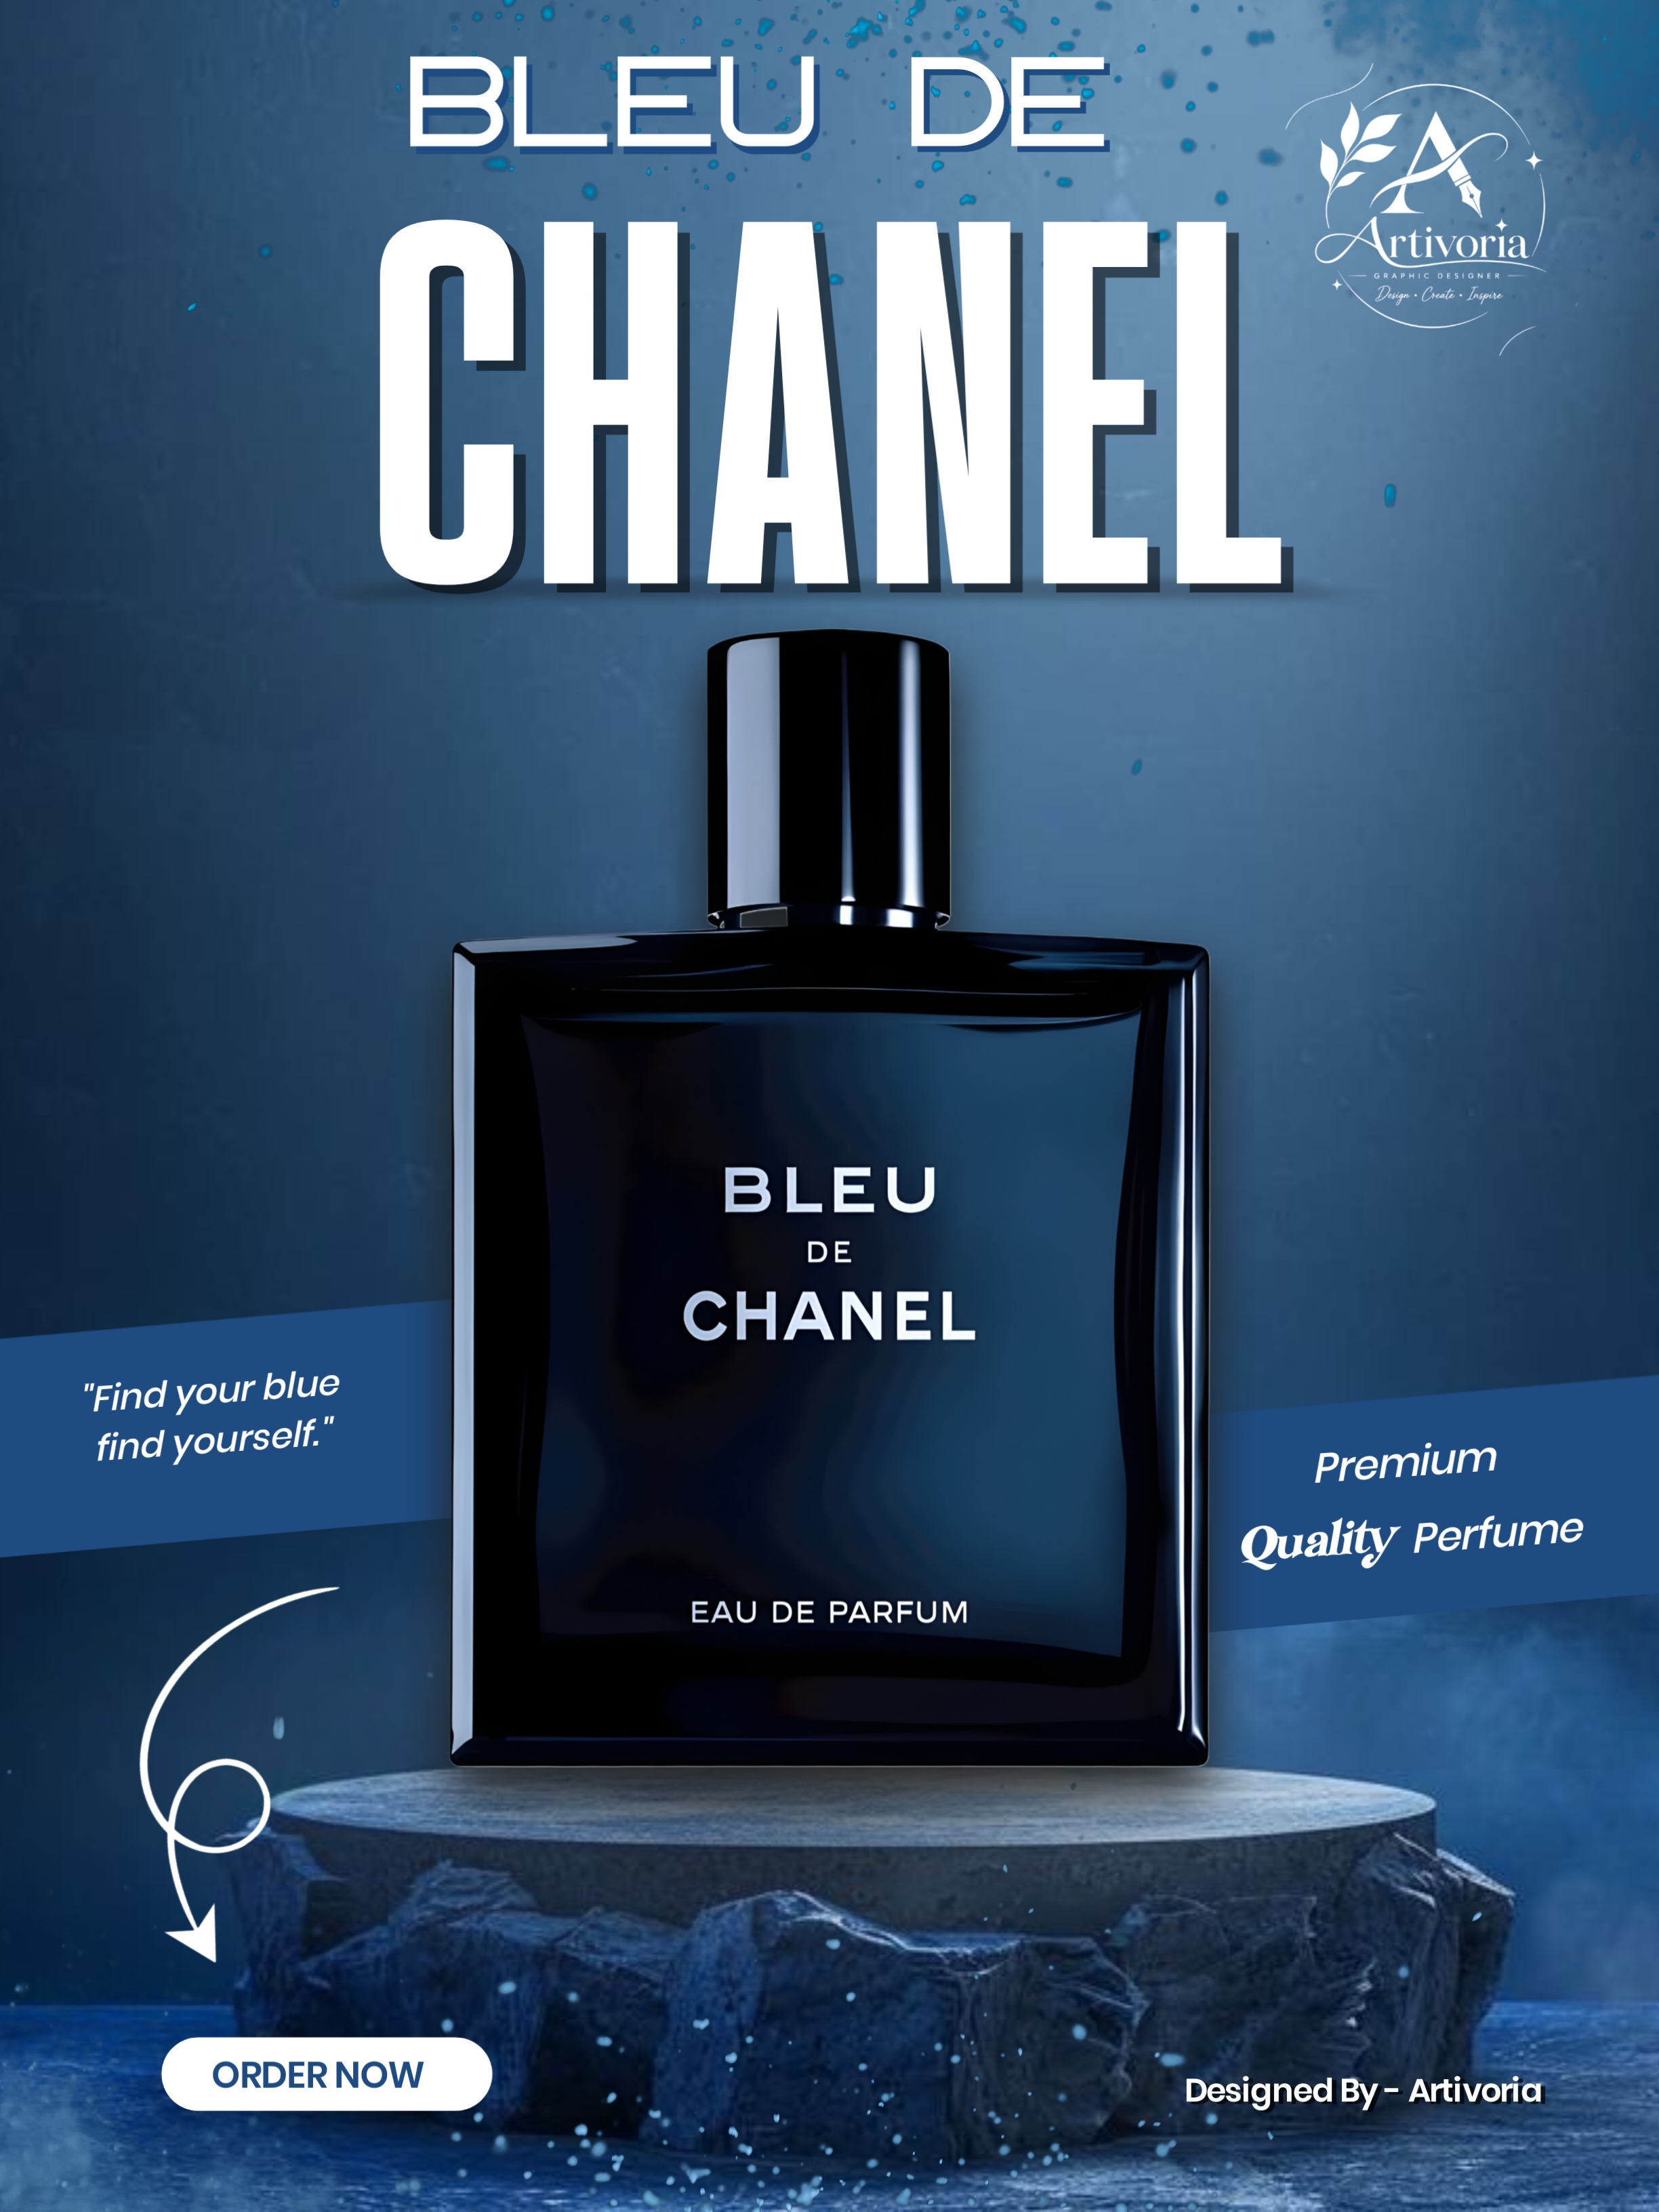 BLEU DE
CHANEL
A
Artivoria
GRAPHIC DESIGNER
Design • Create • Inspire
BLEU
DE
CHANEL
EAU DE PARFUM
"Find your blue
find yourself."
Premium
Quality Perfume
ORDER NOW
Designed By - Artivoria